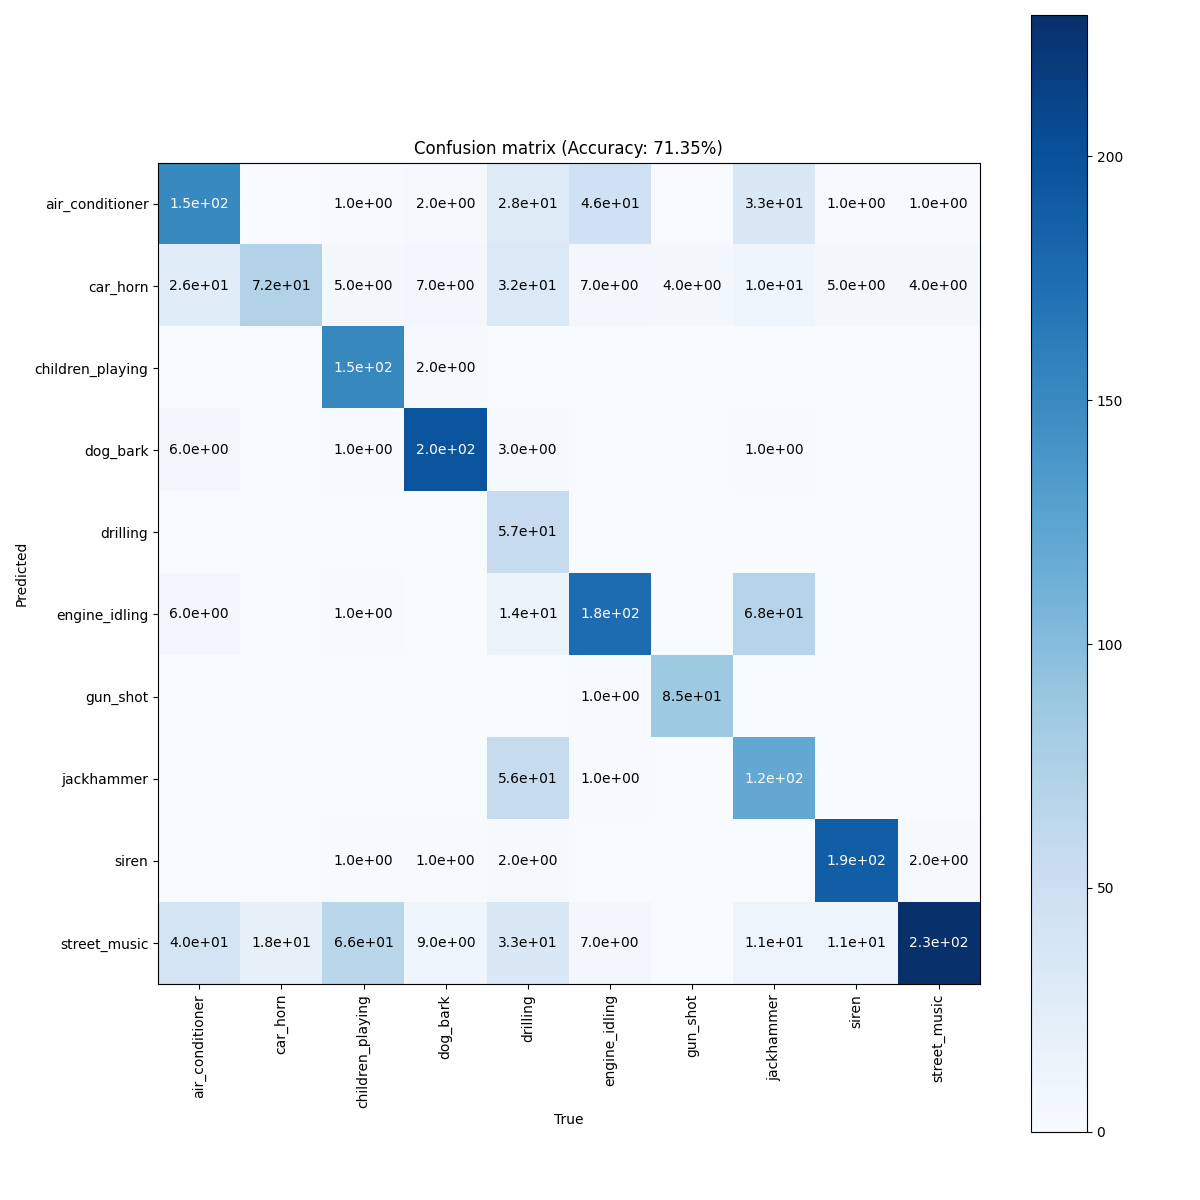 Confusion matrix (Accuracy: 71.35%)
air_conditioner 1.5e+02 1.0e+00 2.0e+00 2.8e+01 4.6e+01 3.3e+01 1.0e+00 1.0e+00
car_horn 2.6e+01 7.2e+01 5.0e+00 7.0e+00 3.2e+01 7.0e+00 4.0e+00 1.0e+01 5.0e+00 4.0e+00
children_playing 1.5e+02 2.0e+00
dog_bark 6.0e+00 1.0e+00 2.0e+02 3.0e+00 1.0e+00
drilling 5.7e+01
engine_idling 6.0e+00 1.0e+00 1.4e+01 1.8e+02 6.8e+01
gun_shot 1.0e+00 8.5e+01
jackhammer 5.6e+01 1.0e+00 1.2e+02
siren 1.0e+00 1.0e+00 2.0e+00 1.9e+02 2.0e+00
street_music 4.0e+01 1.8e+01 6.6e+01 9.0e+00 3.3e+01 7.0e+00 1.1e+01 1.1e+01 2.3e+02
Predicted
air_conditioner
car_horn
children_playing
dog_bark
drilling
engine_idling
gun_shot
jackhammer
siren
street_music
True
200
150
100
50
0